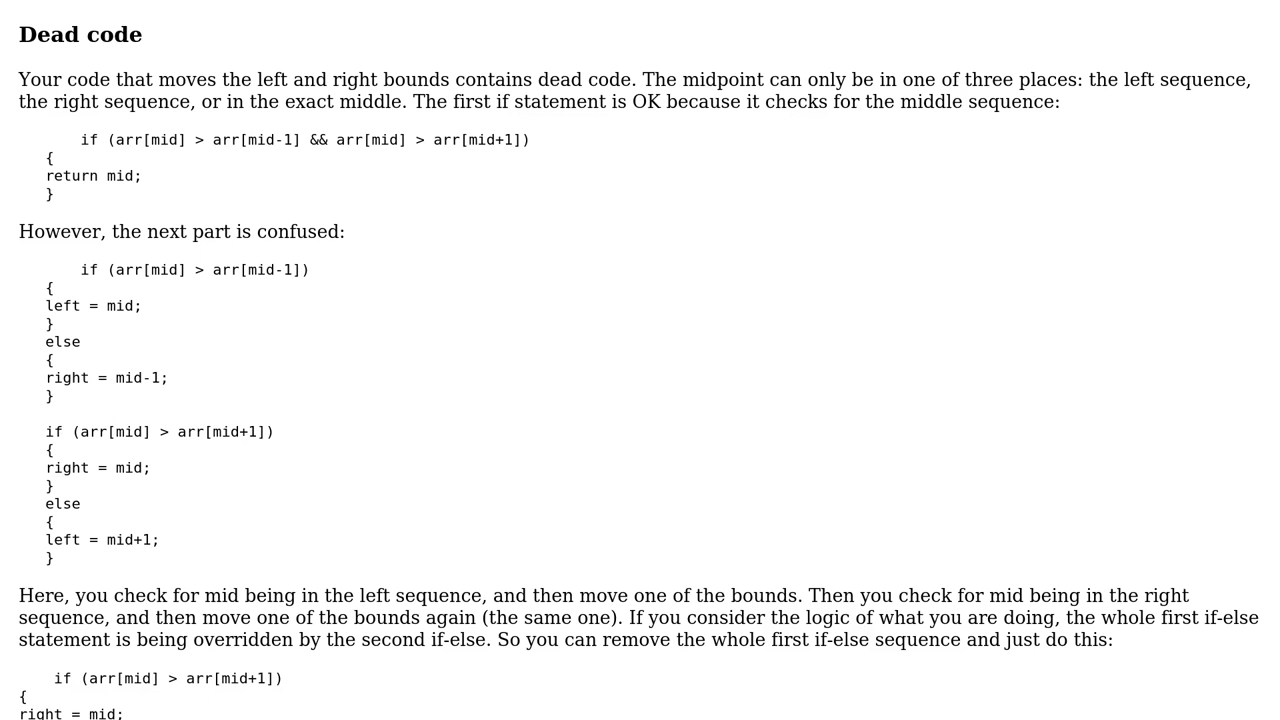 Dead code
Your code that moves the left and right bounds contains dead code. The midpoint can only be in one of three places: the left sequence,
the right sequence, or in the exact middle. The first if statement is OK because it checks for the middle sequence:
if (arr[mid] > arr[mid-1] && arr[mid] > arr[mid+1])
{
return mid;
}
However, the next part is confused:
if (arr[mid] > arr[mid-1])
{
left = mid;
}
else
{
right = mid-1;
}
if (arr[mid] > arr[mid+1])
{
right = mid;
}
else
{
left = mid+1;
}
Here, you check for mid being in the left sequence, and then move one of the bounds. Then you check for mid being in the right
sequence, and then move one of the bounds again (the same one). If you consider the logic of what you are doing, the whole first if-else
statement is being overridden by the second if-else. So you can remove the whole first if-else sequence and just do this:
if (arr[mid] > arr[mid+1])
{
right = mid;